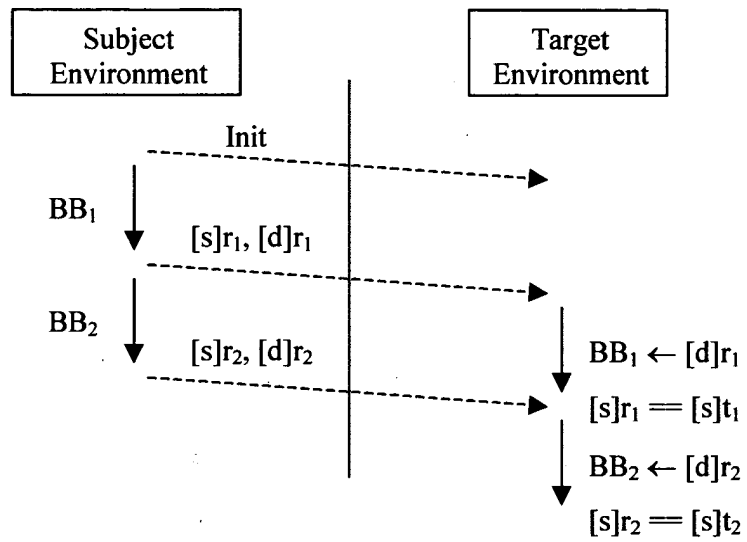 Subject
Environment
Target
Environment
Init
BB₁
[s]r₁, [d]r₁
BB₂
[s]r₂, [d]r₂
BB₁ ← [d]r₁
[s]r₁ == [s]t₁
BB₂ ← [d]r₂
[s]r₂ == [s]t₂